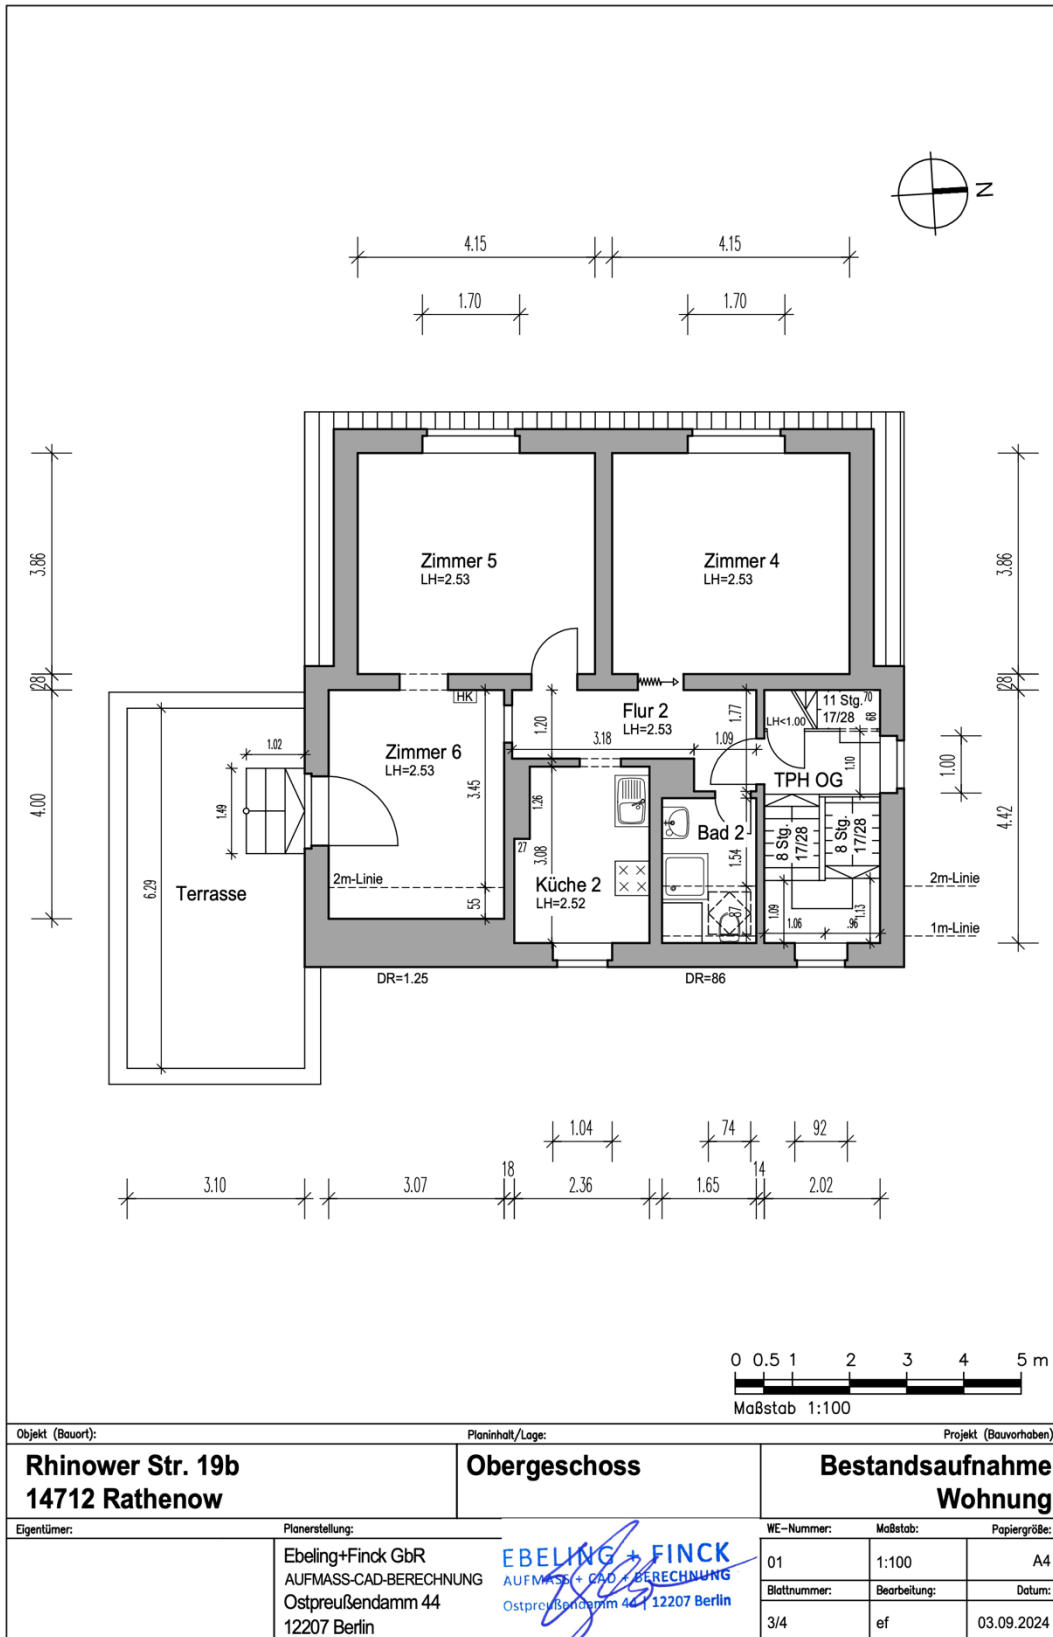 N
4.15 4.15
1.70 1.70
3.86
28
4.00
3.86
28
4.42
1.00
Zimmer 5
LH=2.53
Zimmer 4
LH=2.53
HK
Zimmer 6
LH=2.53
3.45
55
2m-Linie
Flur 2
LH=2.53
1.20
3.18
1.09
1.77
LH<1.00
11 Stg.
17/28
70
68
1.10
TPH OG
8 Stg.
17/28
8 Stg.
17/28
1.09
1.06
.96
1.13
Bad 2
1.54
87
1.26
27
3.08
Küche 2
LH=2.52
1.02
1.49
6.29
Terrasse
2m-Linie
1m-Linie
DR=1.25
DR=86
1.04 74 92
3.10 3.07 18 2.36 1.65 14 2.02
0 0.5 1 2 3 4 5 m
Maßstab 1:100
Objekt (Bauort):
Rhinower Str. 19b
14712 Rathenow
Planinhalt/Lage:
Obergeschoss
Projekt (Bauvorhaben)
Bestandsaufnahme
Wohnung
Eigentümer:
Planerstellung:
Ebeling+Finck GbR
AUFMASS-CAD-BERECHNUNG
Ostpreußendamm 44
12207 Berlin
EBELING + FINCK
AUFMASS + CAD + BERECHNUNG
Ostpreußendamm 44 | 12207 Berlin
WE-Nummer: Maßstab: Papiergröße:
01 1:100 A4
Blattnummer: Bearbeitung: Datum:
3/4 ef 03.09.2024